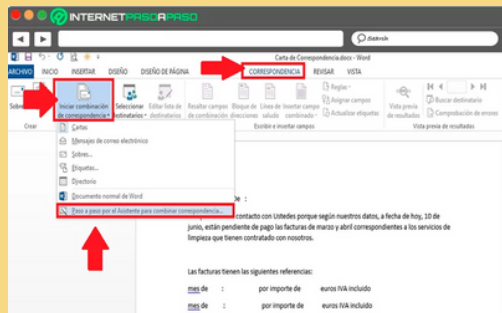 INTERNETPASOAPASO
Search
Carta de Correspondencia.docx - Word
ARCHIVO INICIO INSERTAR DISEÑO DISEÑO DE PÁGINA CORRESPONDENCIA REVISAR VISTA
Iniciar combinación de correspondencia
Seleccionar destinatarios
Editar lista de destinatarios
Resaltar campos de combinación
Bloque de direcciones
Línea de saludo
Insertar campo combinado
Reglas
Asignar campos
Actualizar etiquetas
Vista previa de resultados
Buscar destinatario
Comprobación de errores
Crear
Escribir e insertar campos
Vista previa de resultados
Cartas
Mensajes de correo electrónico
Sobres...
Etiquetas...
Directorio
Documento normal de Word
Paso a paso por el Asistente para combinar correspondencia...
:
contacto con Ustedes porque según nuestros datos, a fecha de hoy, 10 de
junio, están pendiente de pago las facturas de marzo y abril correspondientes a los servicios de
limpieza que tienen contratado con nosotros.
Las facturas tienen las siguientes referencias:
mes de : por importe de euros IVA incluido
mes de : por importe de euros IVA incluido